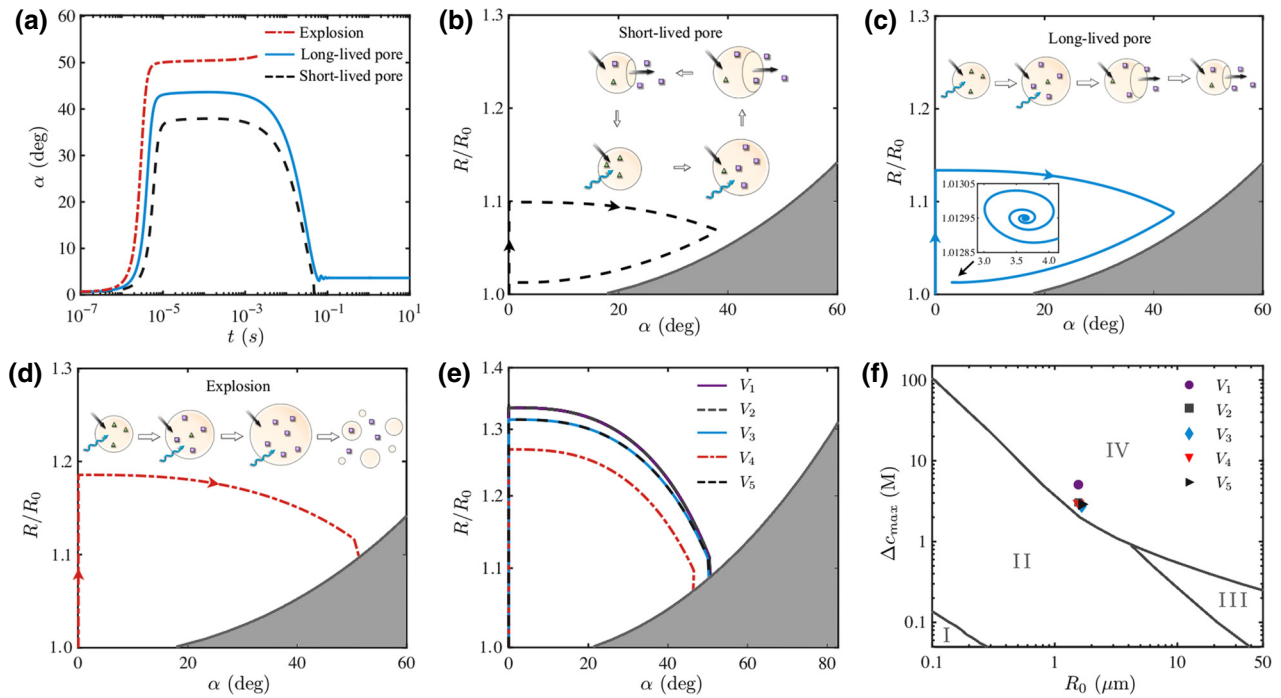 (a)
60
50
40
30
20
10
0
α (deg)
Explosion
Long-lived pore
Short-lived pore
10⁻⁷
10⁻⁵
10⁻³
10⁻¹
10
t (s)
(b)
Short-lived pore
1.3
1.2
1.1
1.0
R/R₀
0
20
40
60
α (deg)
(c)
Long-lived pore
1.3
1.2
1.1
1.0
R/R₀
1.01305
1.01295
1.01285
3.0
3.5
4.0
0
20
40
60
α (deg)
(d)
Explosion
1.3
1.2
1.1
1.0
R/R₀
0
20
40
60
α (deg)
(e)
1.4
1.3
1.2
1.1
1.0
R/R₀
V₁
V₂
V₃
V₄
V₅
0
20
40
60
80
α (deg)
(f)
100
10
1
0.1
Δc_max (M)
V₁
V₂
V₃
V₄
V₅
IV
II
III
I
0.1
1
10
50
R₀ (μm)